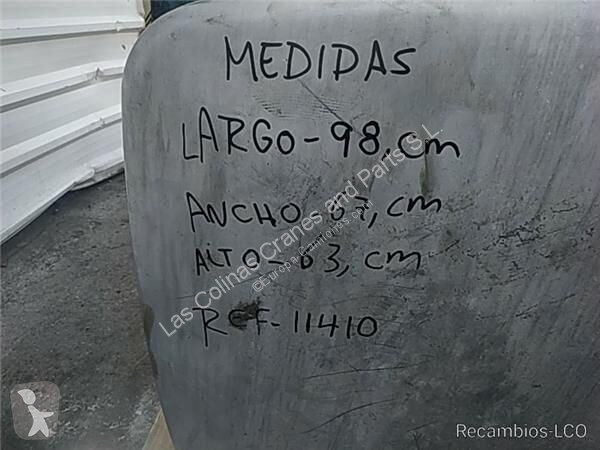 MEDIDAS
LARGO-98,cm
ANCHO-67,cm
ALTO-63,cm
REF-11410
Las Colinas Cranes and Parts S.L.
Recambios-LCO